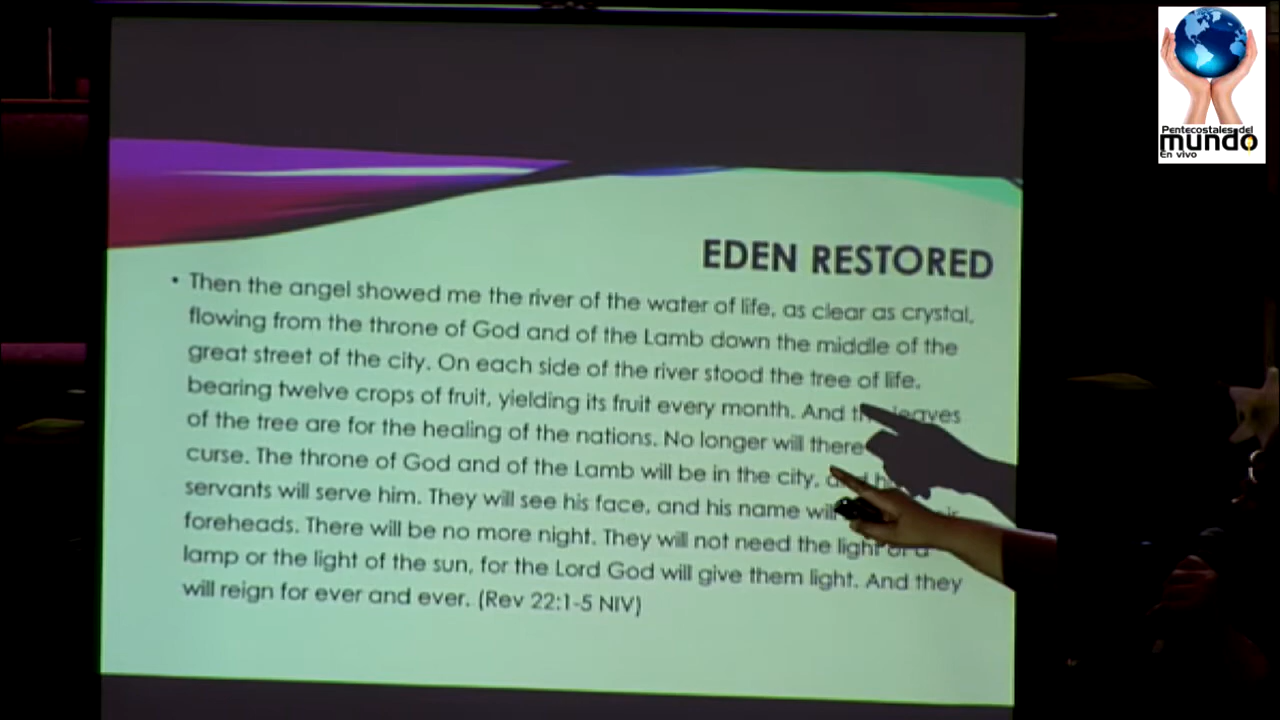 Pentecostales del
mundo
En vivo
EDEN RESTORED
• Then the angel showed me the river of the water of life, as clear as crystal,
flowing from the throne of God and of the Lamb down the middle of the
great street of the city. On each side of the river stood the tree of life,
bearing twelve crops of fruit, yielding its fruit every month. And the leaves
of the tree are for the healing of the nations. No longer will there
curse. The throne of God and of the Lamb will be in the city, and
servants will serve him. They will see his face, and his name will
foreheads. There will be no more night. They will not need the light of a
lamp or the light of the sun, for the Lord God will give them light. And they
will reign for ever and ever. (Rev 22:1-5 NIV)